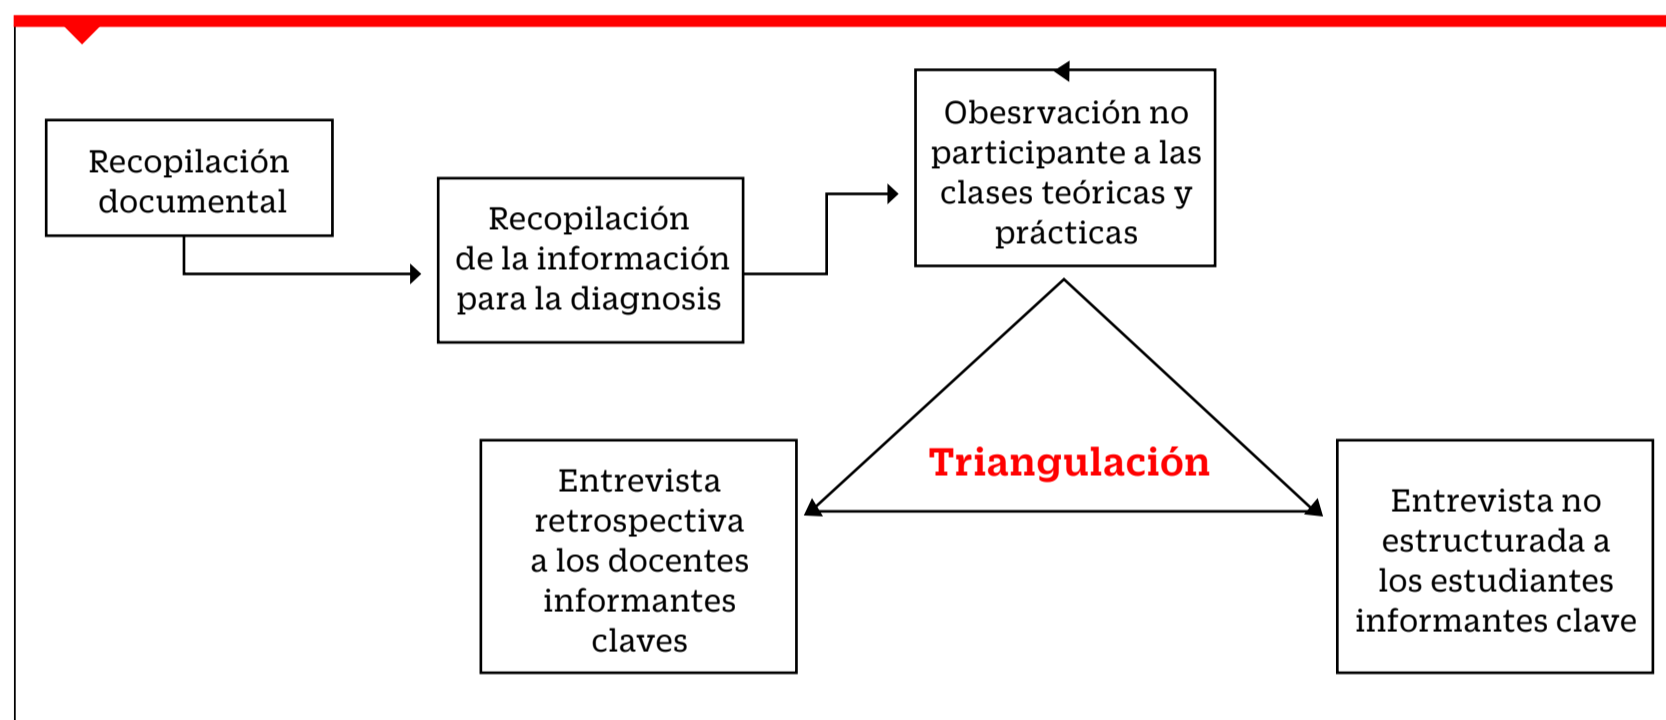 Recopilación
documental
Recopilación
de la información
para la diagnosis
Obesrvación no
participante a las
clases teóricas y
prácticas
Triangulación
Entrevista
retrospectiva
a los docentes
informantes
claves
Entrevista no
estructurada a
los estudiantes
informantes clave